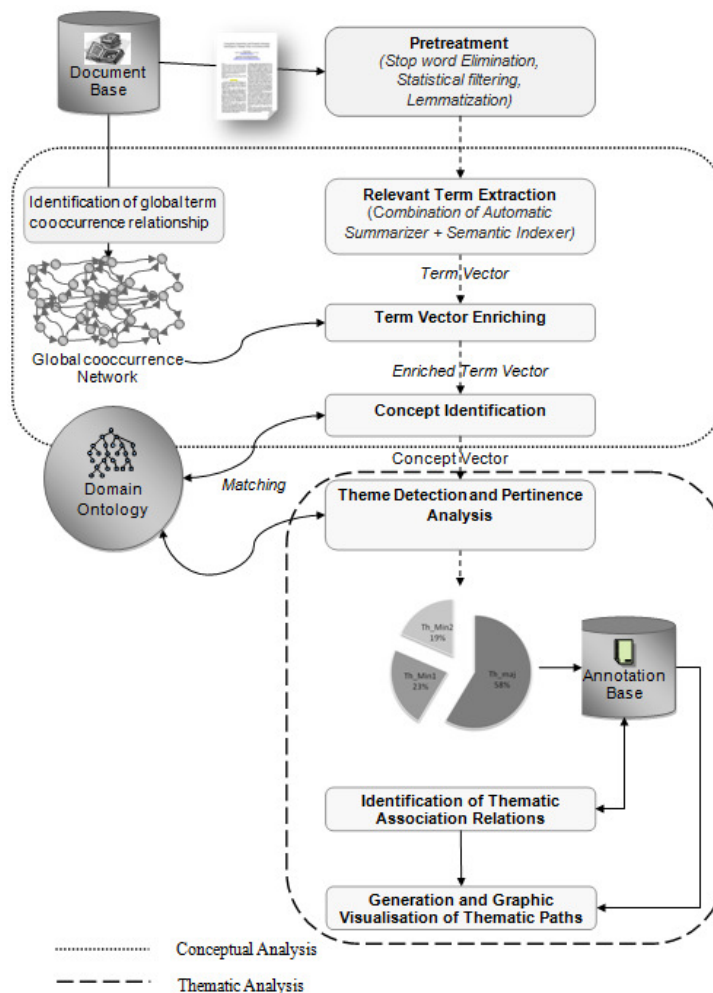 Document
Base
Pretreatment
(Stop word Elimination,
Statistical filtering,
Lemmatization)
Identification of global term
cooccurrence relationship
Relevant Term Extraction
(Combination of Automatic
Summarizer + Semantic Indexer)
Term Vector
Term Vector Enriching
Global cooccurrence
Network
Enriched Term Vector
Concept Identification
Concept Vector
Domain
Ontology
Matching
Theme Detection and Pertinence
Analysis
Th_Min2
19%
Th_Min1
23%
Th_maj
58%
Annotation
Base
Identification of Thematic
Association Relations
Generation and Graphic
Visualisation of Thematic Paths
Conceptual Analysis
Thematic Analysis